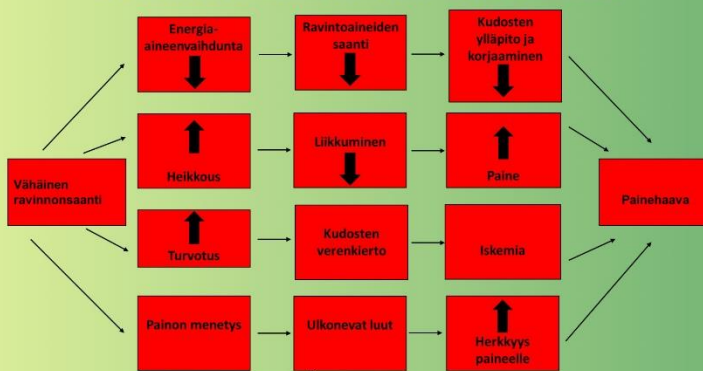 Energia-
aineenvaihdunta
Ravintoaineiden
saanti
Kudosten
ylläpito ja
korjaaminen
Heikkous
Liikkuminen
Paine
Vähäinen
ravinnonsaanti
Painehaava
Turvotus
Kudosten
verenkierto
Iskemia
Painon menetys
Ulkonevat luut
Herkkyys
paineelle